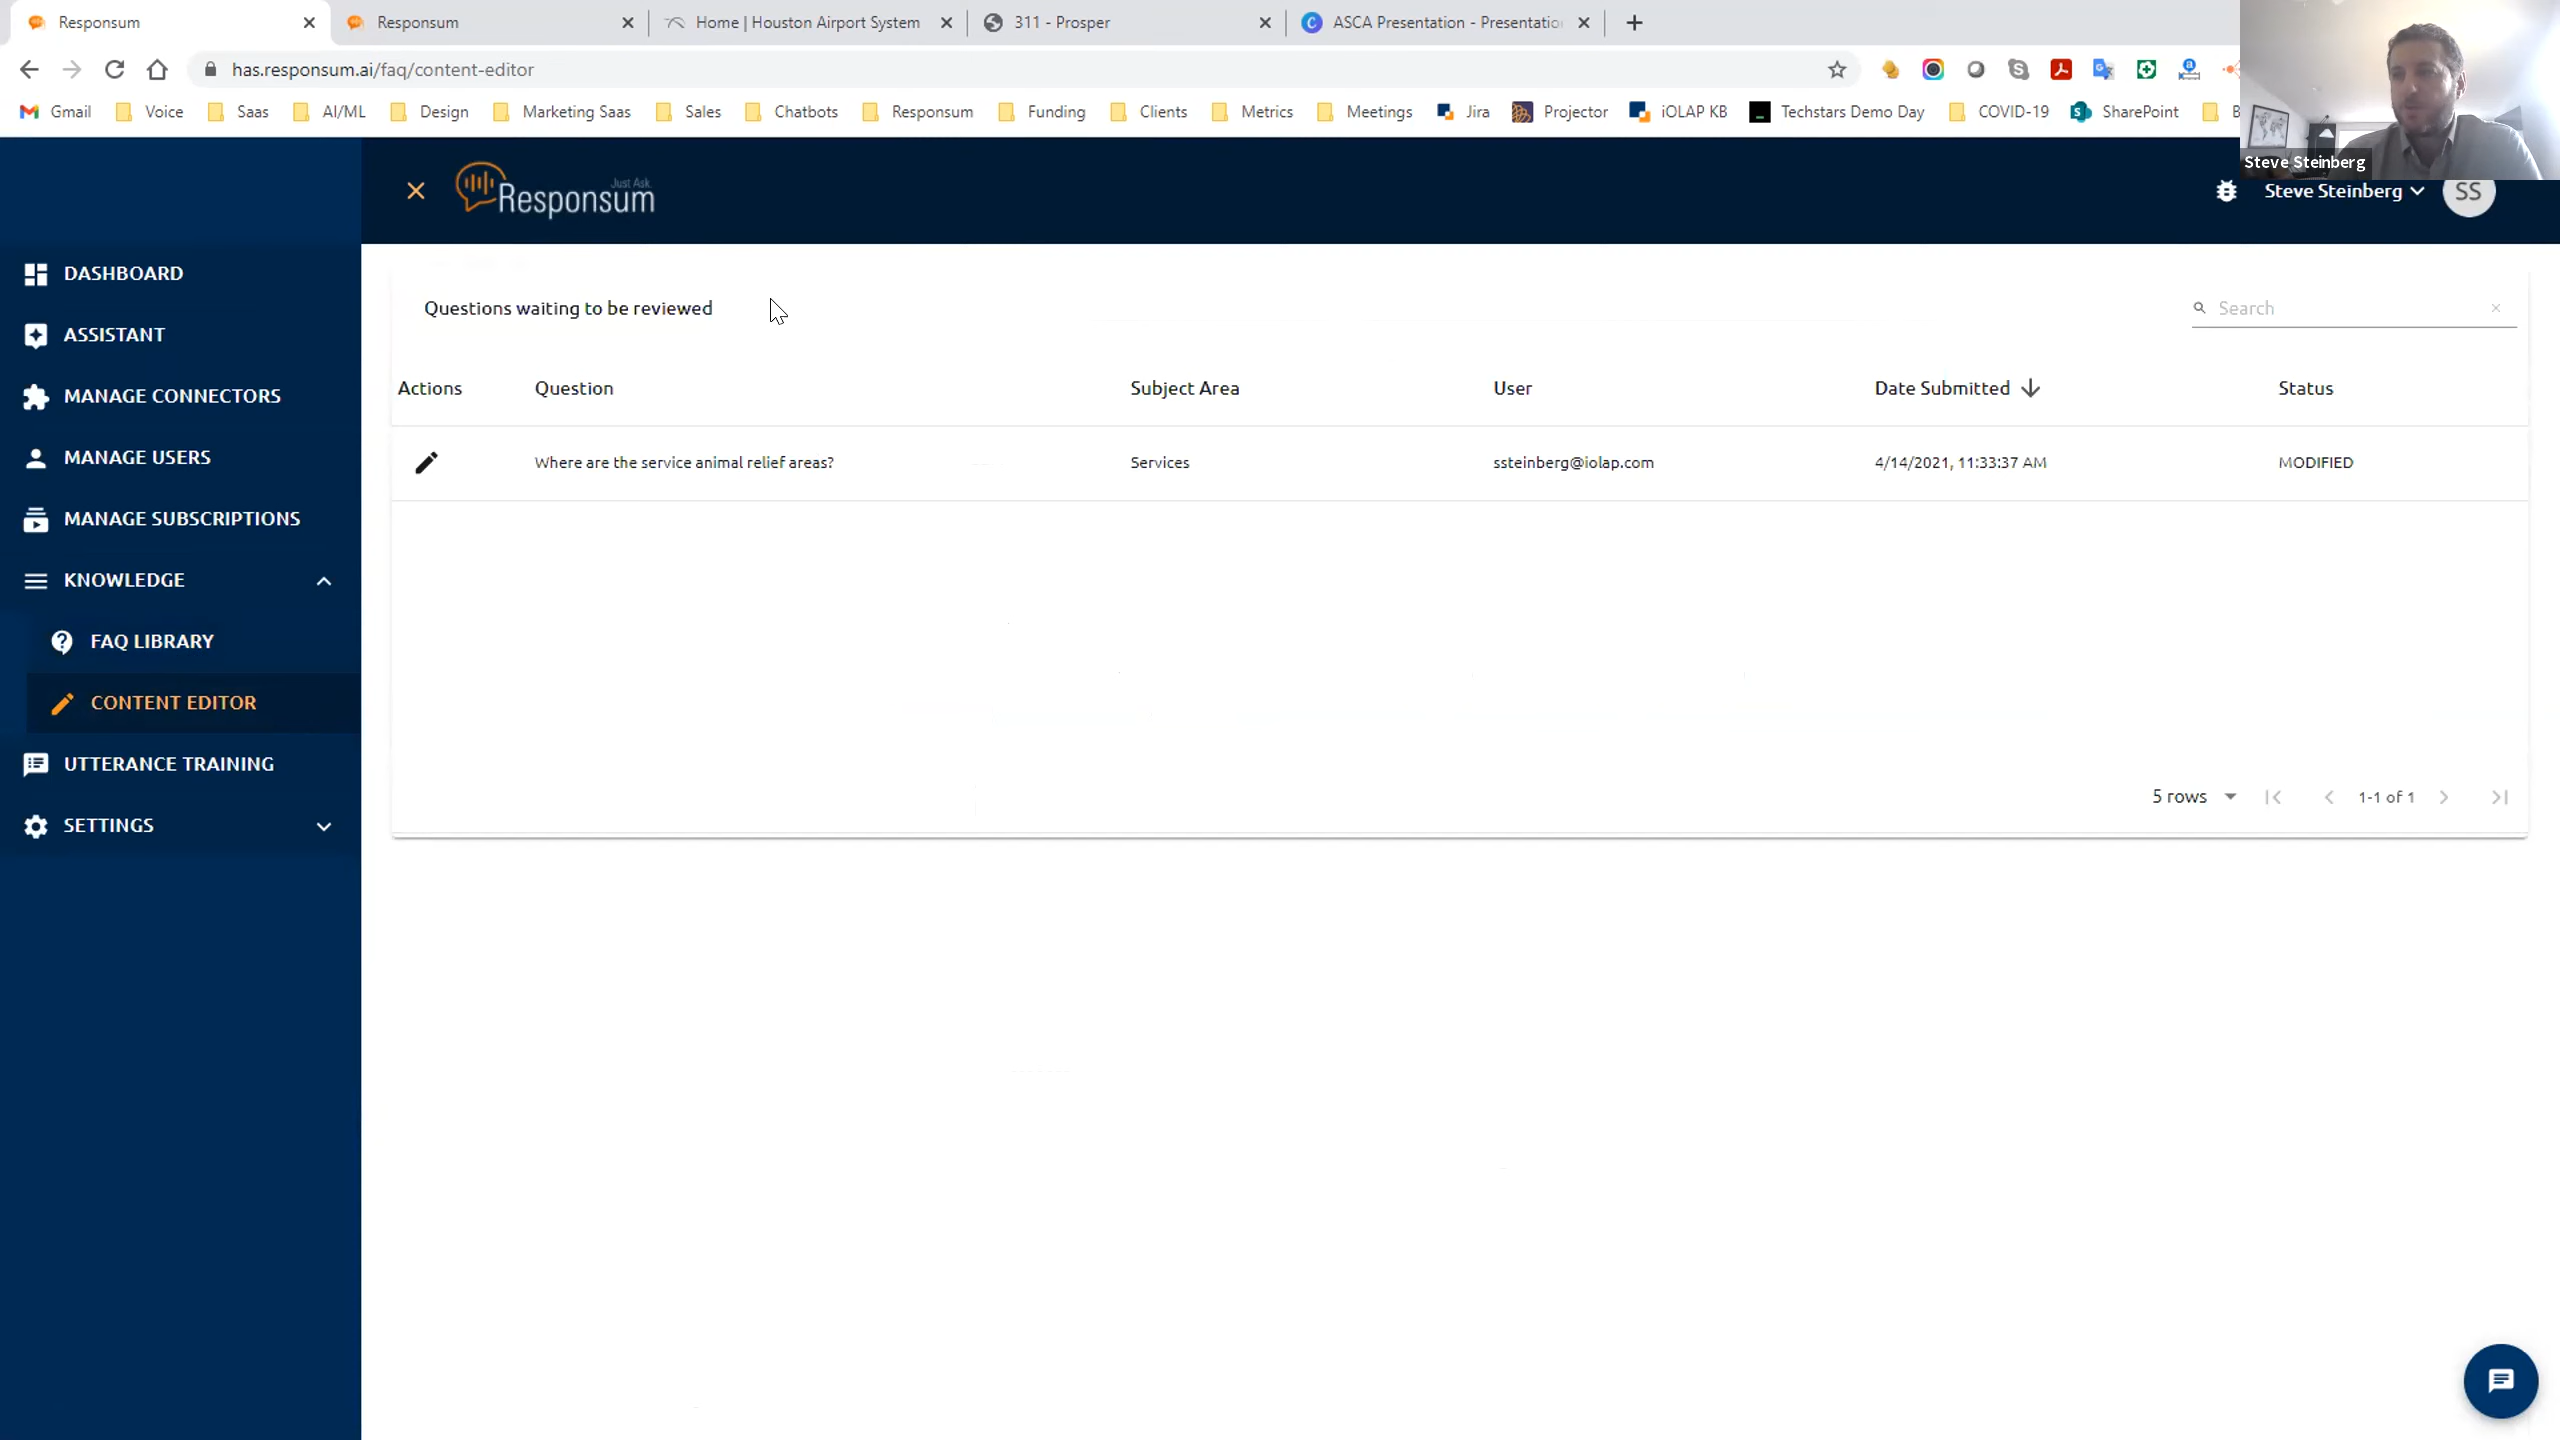 Responsum
Responsum
Home | Houston Airport System
311 - Prosper
ASCA Presentation - Presentatio
has.responsum.ai/faq/content-editor
Gmail
Voice
Saas
AI/ML
Design
Marketing Saas
Sales
Chatbots
Responsum
Funding
Clients
Metrics
Meetings
Jira
Projector
iOLAP KB
Techstars Demo Day
COVID-19
SharePoint
B
Steve Steinberg
Just Ask
Responsum
Steve Steinberg
SS
DASHBOARD
ASSISTANT
MANAGE CONNECTORS
MANAGE USERS
MANAGE SUBSCRIPTIONS
KNOWLEDGE
FAQ LIBRARY
CONTENT EDITOR
UTTERANCE TRAINING
SETTINGS
Questions waiting to be reviewed
Search
Actions Question Subject Area User Date Submitted Status
Where are the service animal relief areas? Services ssteinberg@iolap.com 4/14/2021, 11:33:37 AM MODIFIED
5 rows 1-1 of 1